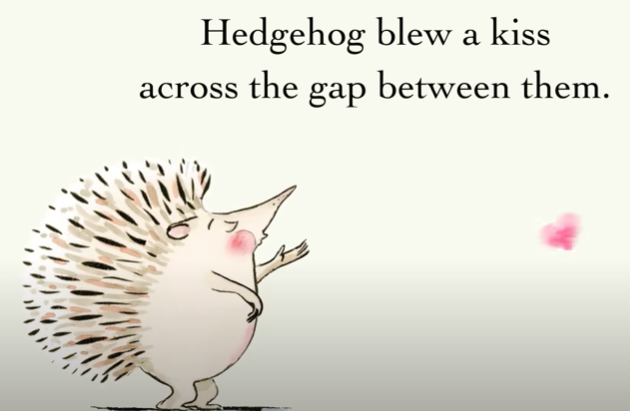 Hedgehog blew a kiss
across the gap between them.